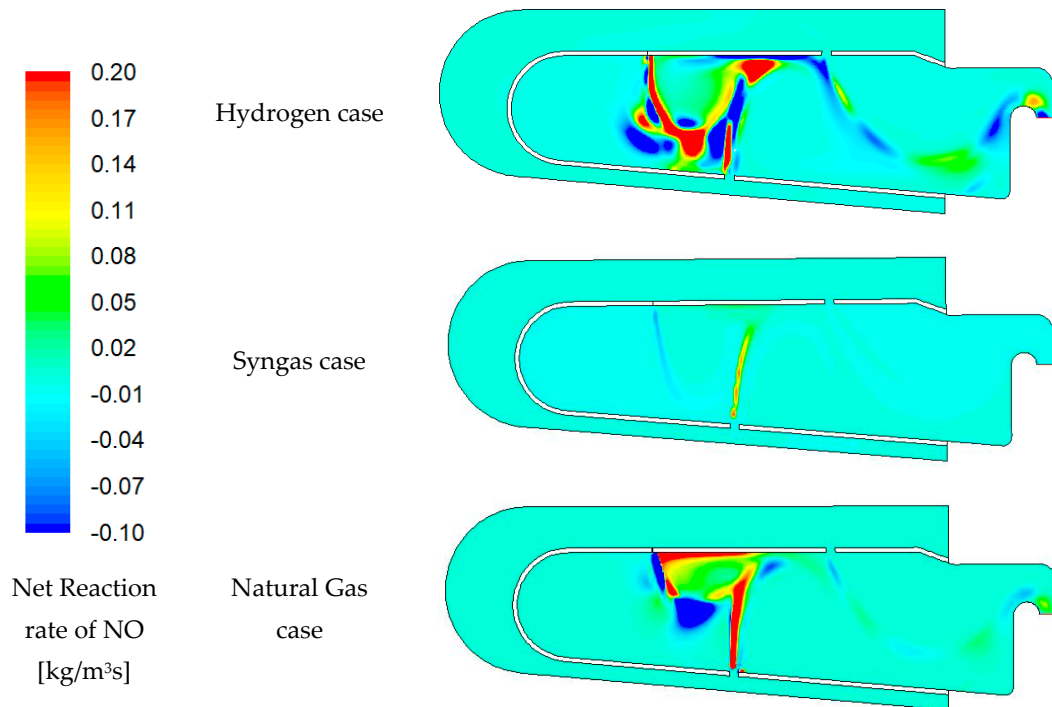 0.20
0.17
0.14
0.11
0.08
0.05
0.02
-0.01
-0.04
-0.07
-0.10
Net Reaction
rate of NO
[kg/m³s]
Hydrogen case
Syngas case
Natural Gas
case